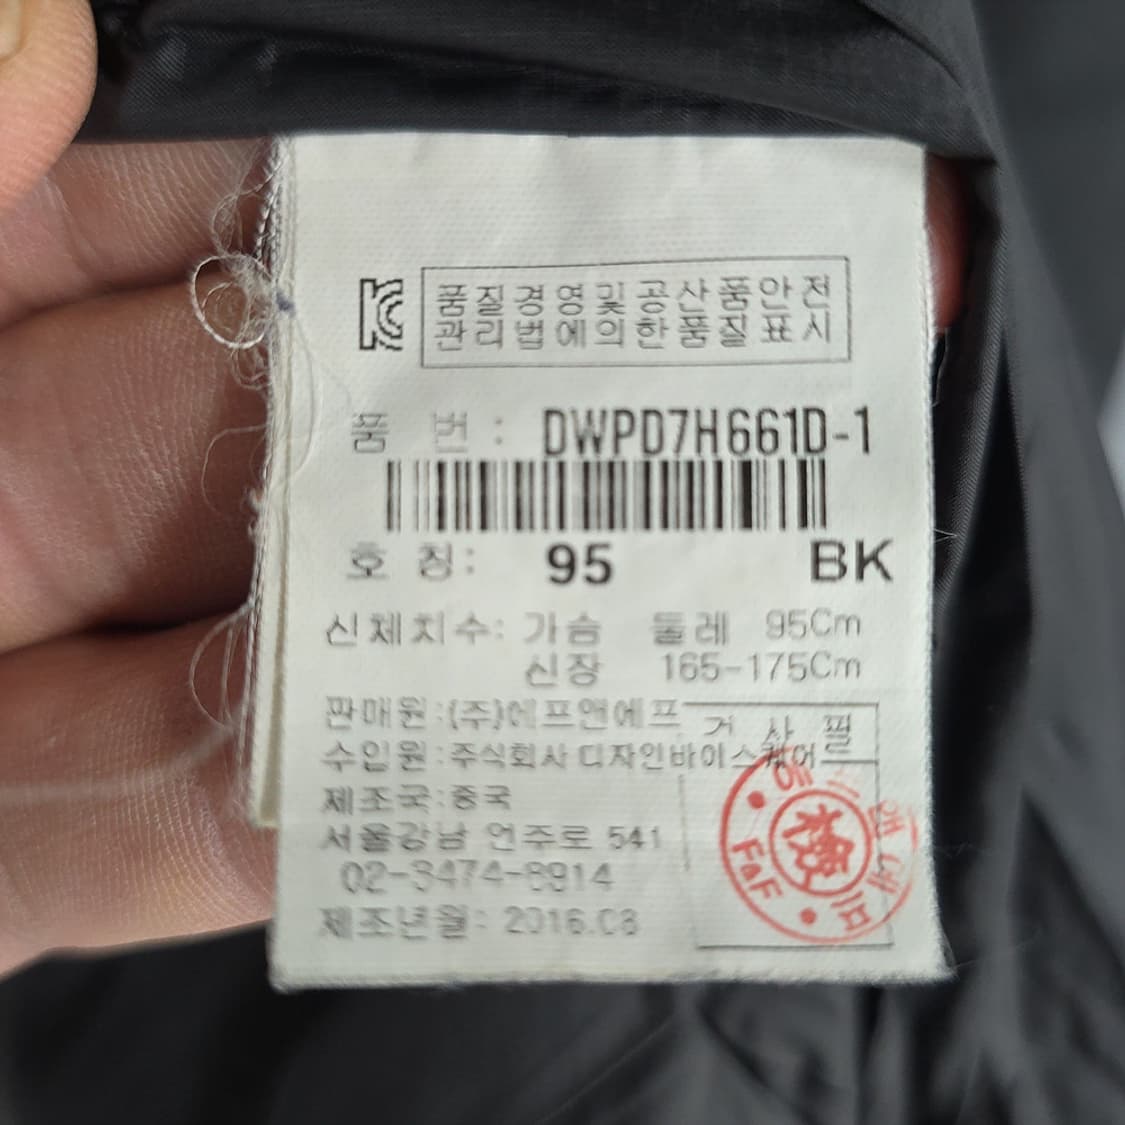 품질경영및공산품안전
관리법에의한품질표시
품 번: DWPD7H661D-1
호 칭: 95 BK
신체치수: 가슴 둘레 95Cm
신장 165-175Cm
판매원:(주)에프앤에프
검 사 필
수입원:주식회사 디자인바이스퀘어
제조국:중국
서울강남 언주로 541
02-3474-8914
제조년월: 2016.08
檢
F&F